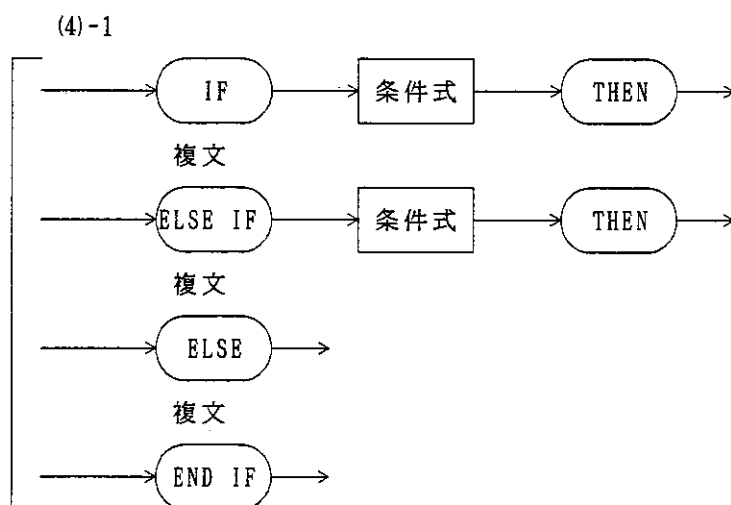 (4)-1
IF 条件式 THEN
複文
ELSE IF 条件式 THEN
複文
ELSE
複文
END IF